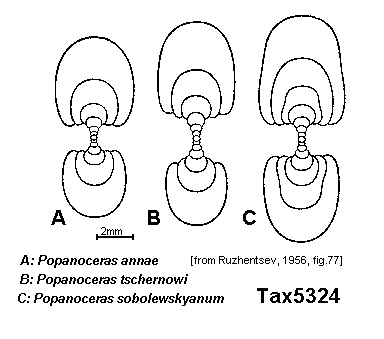 A B C
2mm
A: Popanoceras annae [from Ruzhentsev, 1956, fig.77]
B: Popanoceras tschernowi
C: Popanoceras sobolewskyanum Tax5324